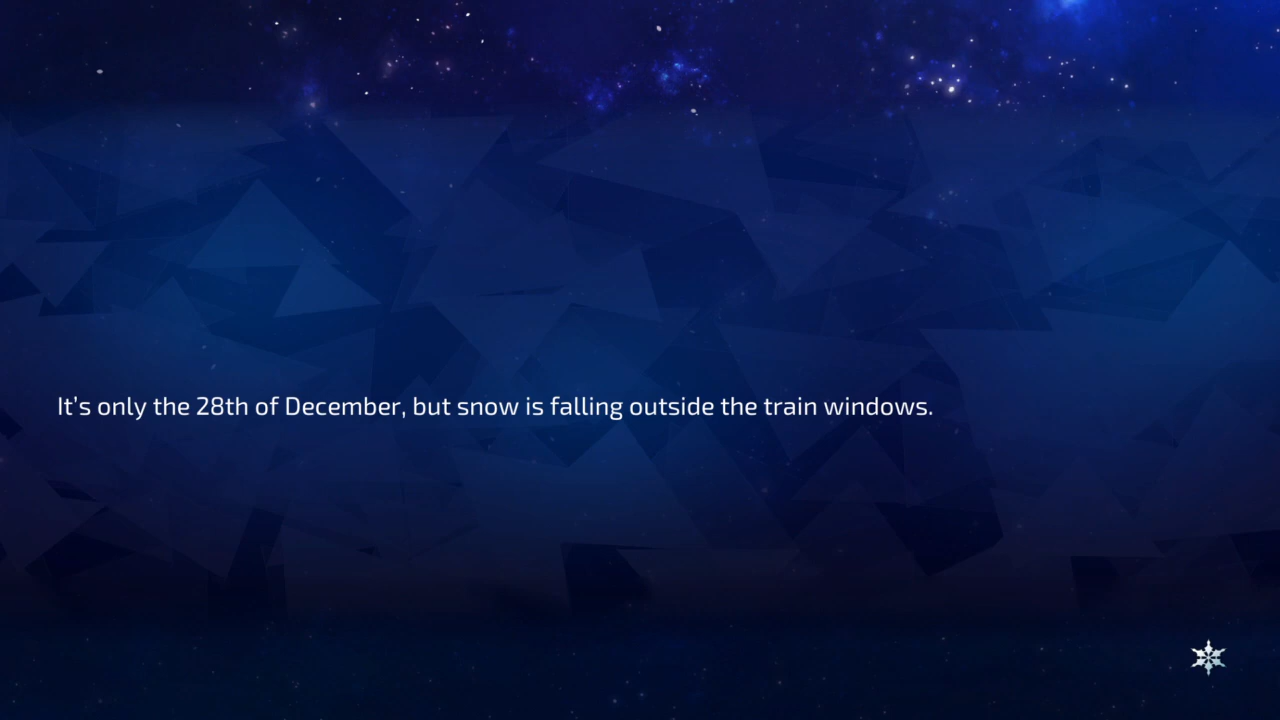 It’s only the 28th of December, but snow is falling outside the train windows.